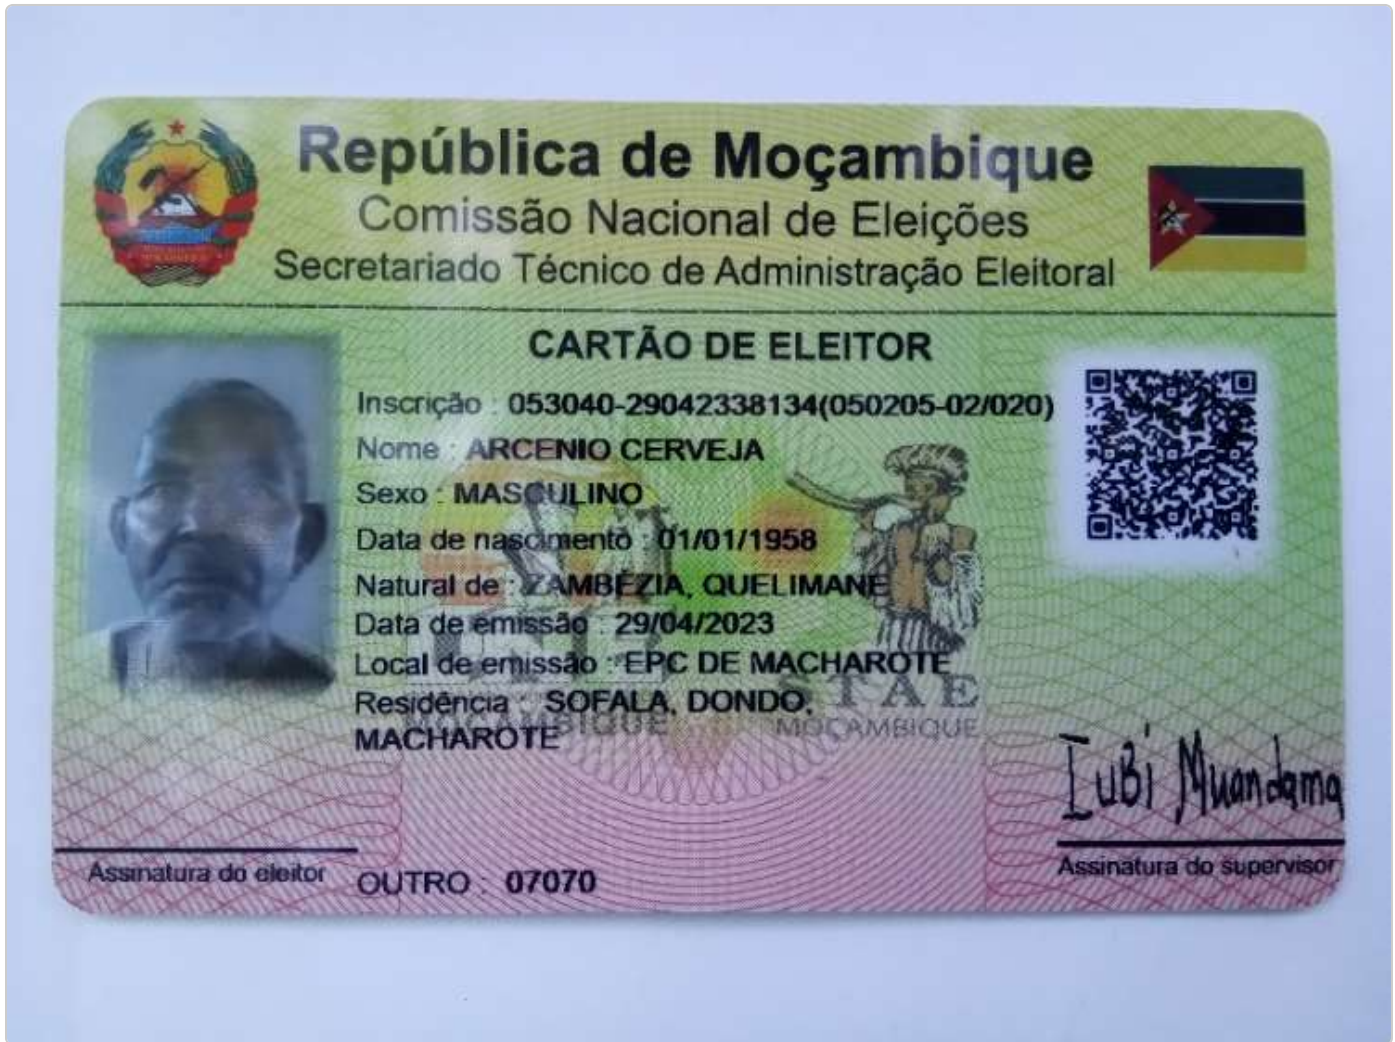 República de Moçambique
Comissão Nacional de Eleições
Secretariado Técnico de Administração Eleitoral
CARTÃO DE ELEITOR
Inscrição : 053040-29042338134(050205-02/020)
Nome : ARCENIO CERVEJA
Sexo : MASCULINO
Data de nascimento : 01/01/1958
Natural de : ZAMBÉZIA, QUELIMANE
Data de emissão : 29/04/2023
Local de emissão : EPC DE MACHAROTE
Residência : SOFALA, DONDO,
MACHAROTE
STAE
MOÇAMBIQUE
MOÇAMBIQUE
IuBi Muandama
Assinatura do eleitor
Assinatura do supervisor
OUTRO : 07070